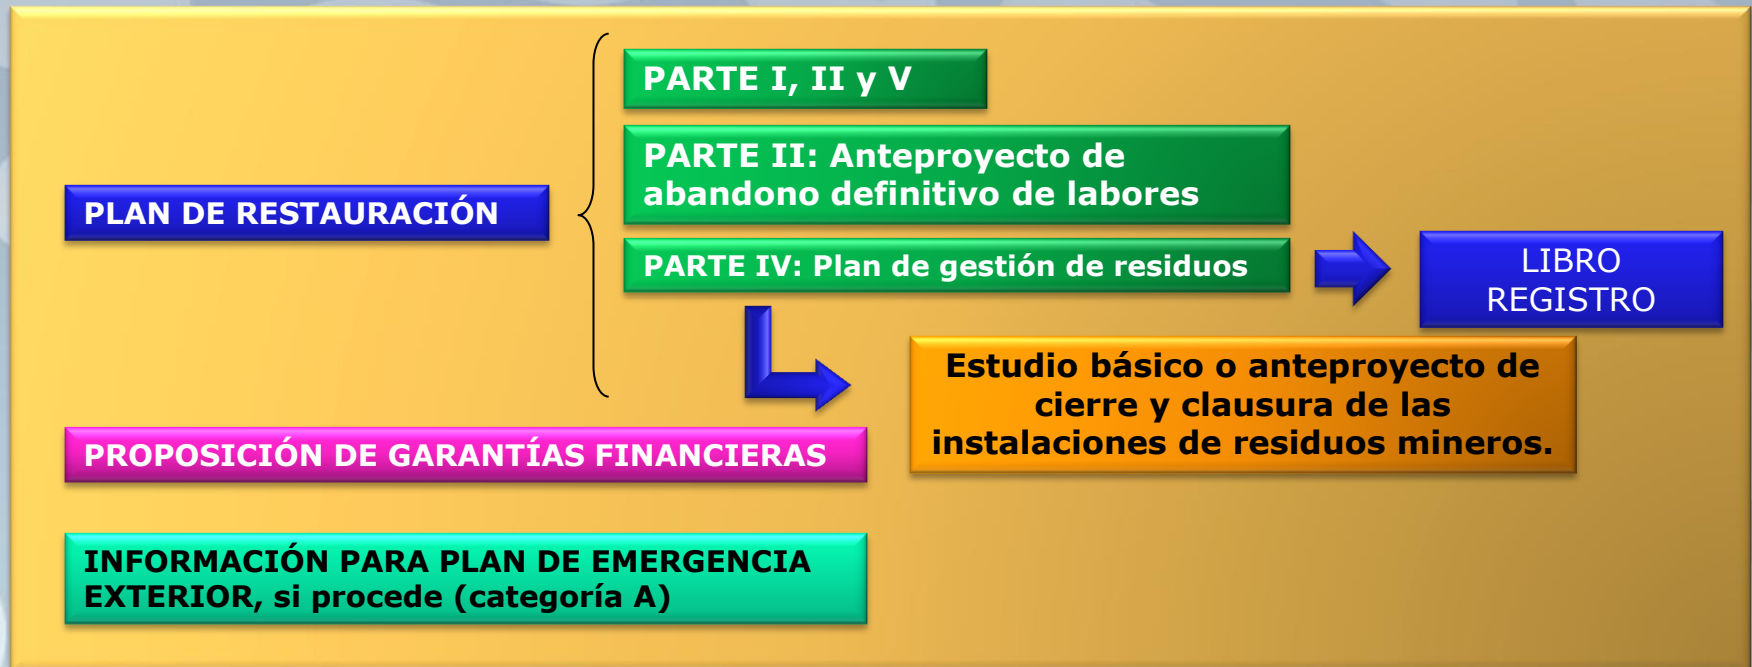 PARTE I, II y V
PARTE II: Anteproyecto de
abandono definitivo de labores
PLAN DE RESTAURACIÓN
PARTE IV: Plan de gestión de residuos
LIBRO
REGISTRO
Estudio básico o anteproyecto de
cierre y clausura de las
instalaciones de residuos mineros.
PROPOSICIÓN DE GARANTÍAS FINANCIERAS
INFORMACIÓN PARA PLAN DE EMERGENCIA
EXTERIOR, si procede (categoría A)